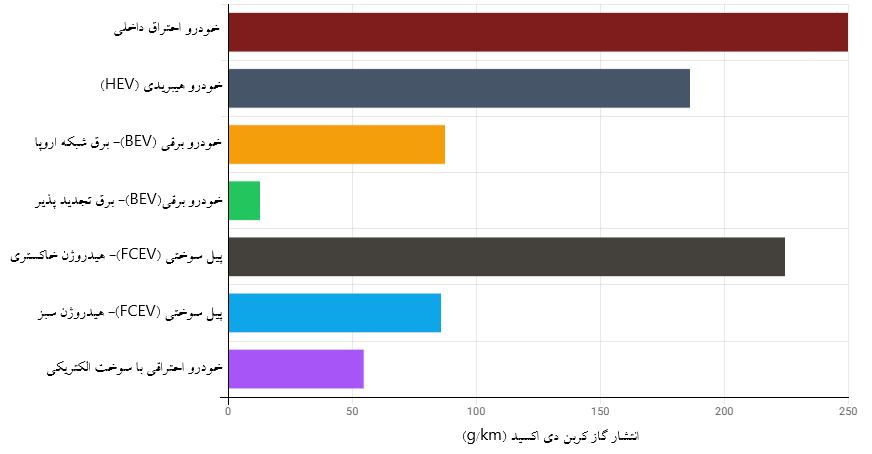 خودرو احتراق داخلی
خودرو هیبریدی (HEV)
خودرو برقی (BEV)- برق شبکه اروپا
خودرو برقی(BEV)- برق تجدید پذیر
پیل سوختی (FCEV)- هیدروژن خاکستری
پیل سوختی (FCEV)- هیدروژن سبز
خودرو احتراقی با سوخت الکتریکی
0 50 100 150 200 250
انتشار گاز کربن دی اکسید (g/km)